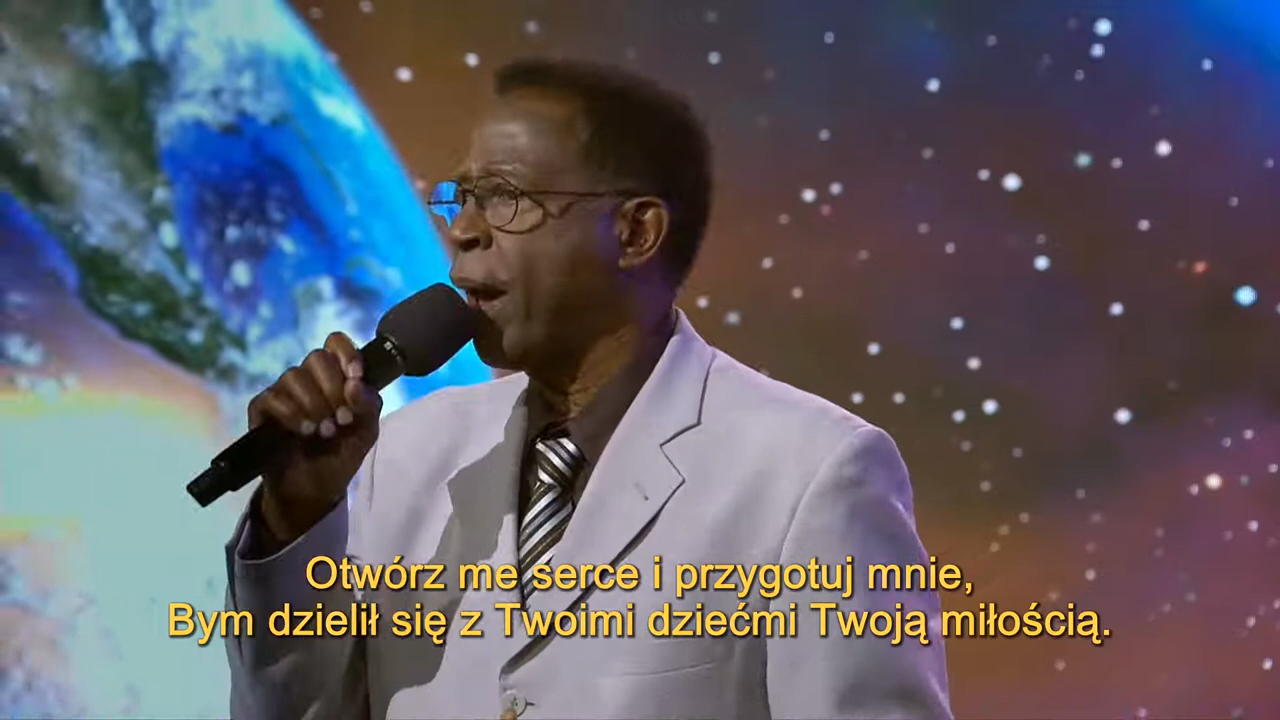 Otwórz me serce i przygotuj mnie,
Bym dzielił się z Twoimi dziećmi Twoją miłością.